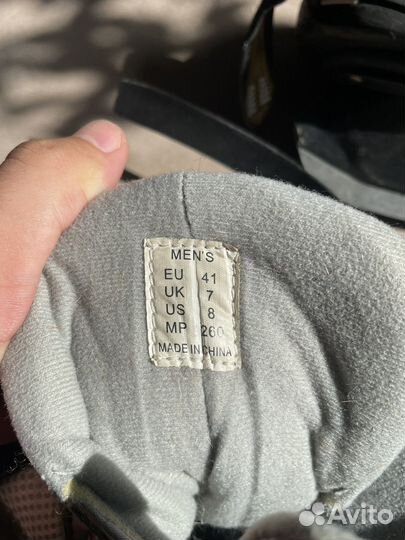 MEN'S
EU 41
UK 7
US 8
MP 260
MADE IN CHINA
Avito